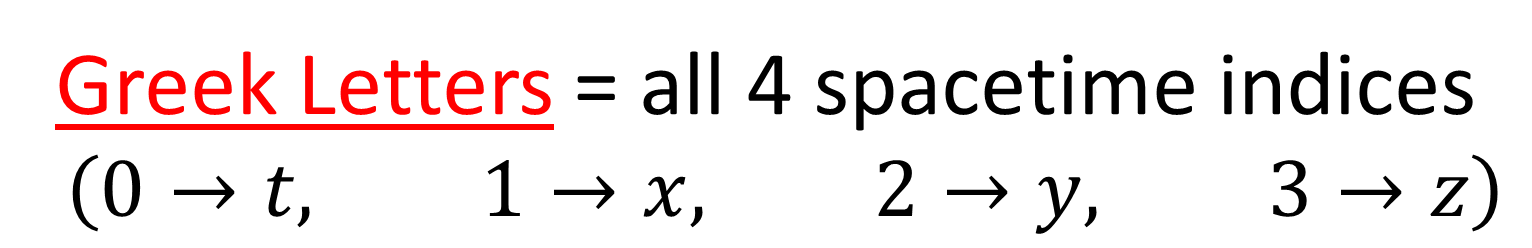 Greek Letters = all 4 spacetime indices
(0 → t, 1 → x, 2 → y, 3 → z)